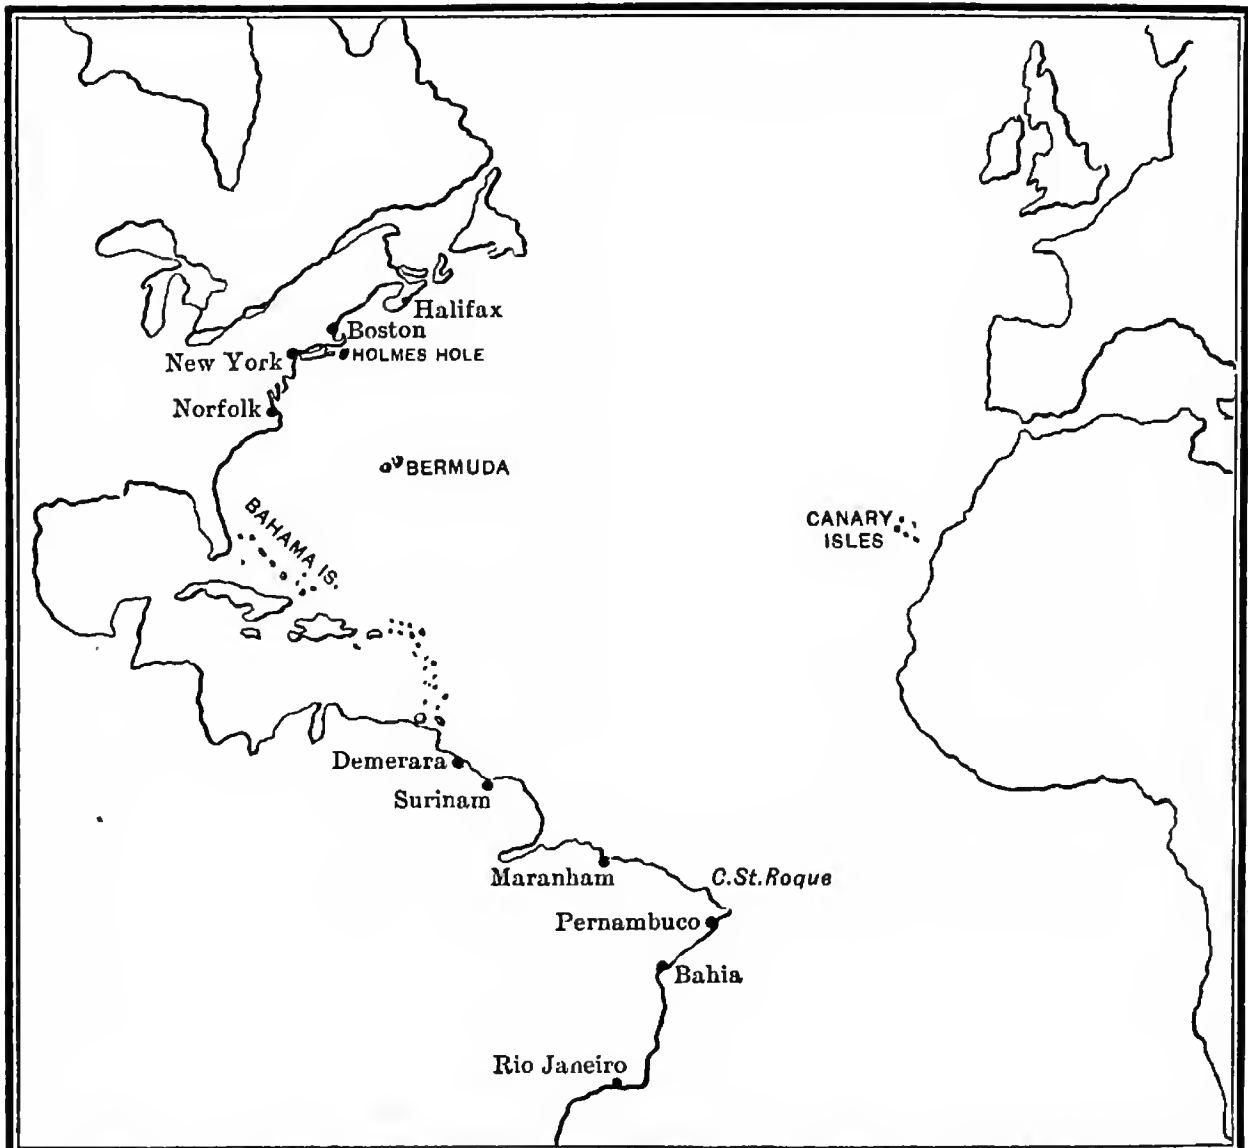 Halifax
Boston
New York
HOLMES HOLE
Norfolk
BERMUDA
BAHAMA IS.
CANARY
ISLES
Demerara
Surinam
Maranham
C. St. Roque
Pernambuco
Bahia
Rio Janeiro